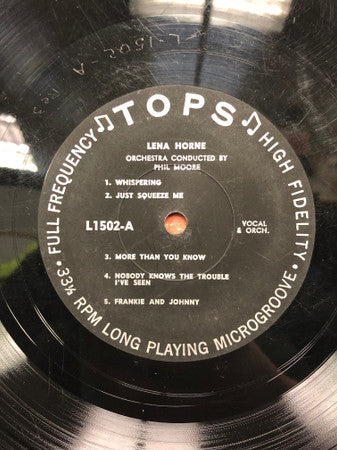 L-1502-A
TOPS
FULL FREQUENCY
HIGH FIDELITY
LENA HORNE
ORCHESTRA CONDUCTED BY
PHIL MOORE
1. WHISPERING
2. JUST SQUEEZE ME
L1502-A
VOCAL
& ORCH.
3. MORE THAN YOU KNOW
4. NOBODY KNOWS THE TROUBLE
I'VE SEEN
5. FRANKIE AND JOHNNY
33⅓ RPM LONG PLAYING MICROGROOVE